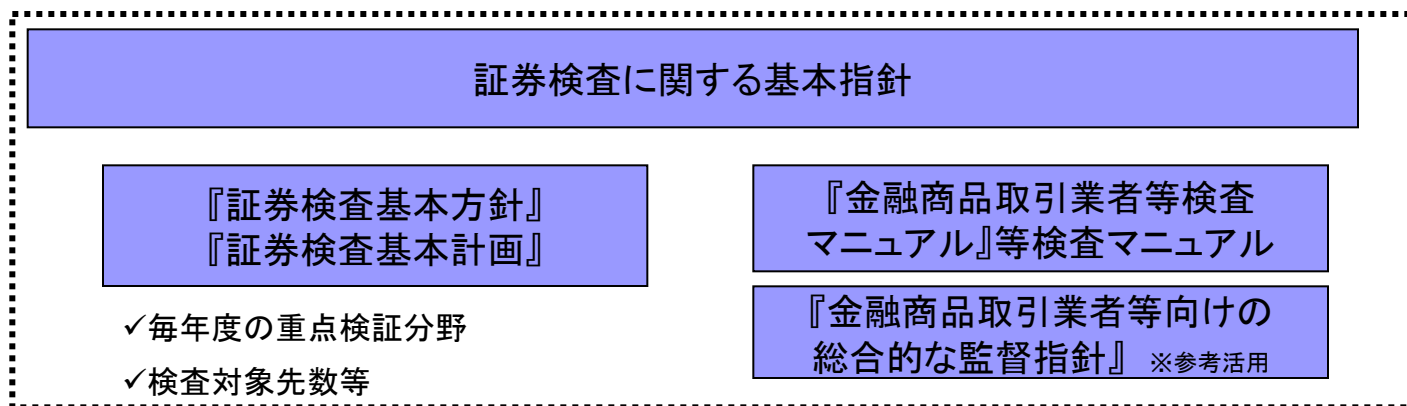 証券検査に関する基本指針
『証券検査基本方針』
『証券検査基本計画』
✓毎年度の重点検証分野
✓検査対象先数等
『金融商品取引業者等検査
マニュアル』等検査マニュアル
『金融商品取引業者等向けの
総合的な監督指針』 ※参考活用